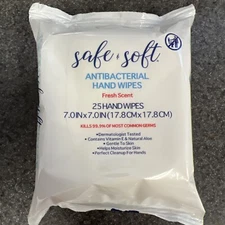 safe + soft.
ANTIBACTERIAL
HAND WIPES
Fresh Scent
25 HAND WIPES
7.0IN x 7.0IN (17.8CM x 17.8CM)
KILLS 99.9% OF MOST COMMON GERMS
•Dermatologist Tested
• Contains Vitamin E & Natural Aloe
• Gentle To Skin
•Helps Moisturize Skin
•Perfect Cleanup For Hands